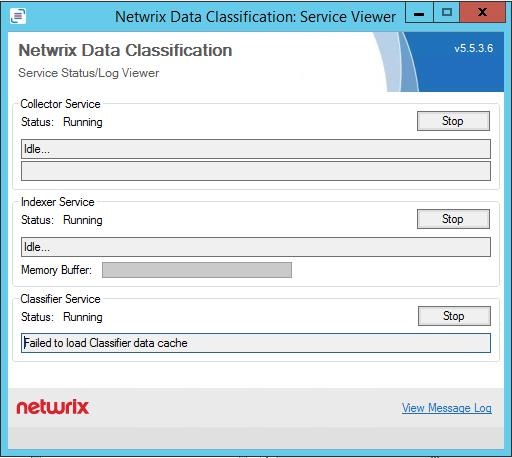 Netwrix Data Classification: Service Viewer
Netwrix Data Classification
v5.5.3.6
Service Status/Log Viewer
Collector Service
Status: Running
Stop
Idle...
Indexer Service
Status: Running
Stop
Idle...
Memory Buffer:
Classifier Service
Status: Running
Stop
Failed to load Classifier data cache
netwrix
View Message Log